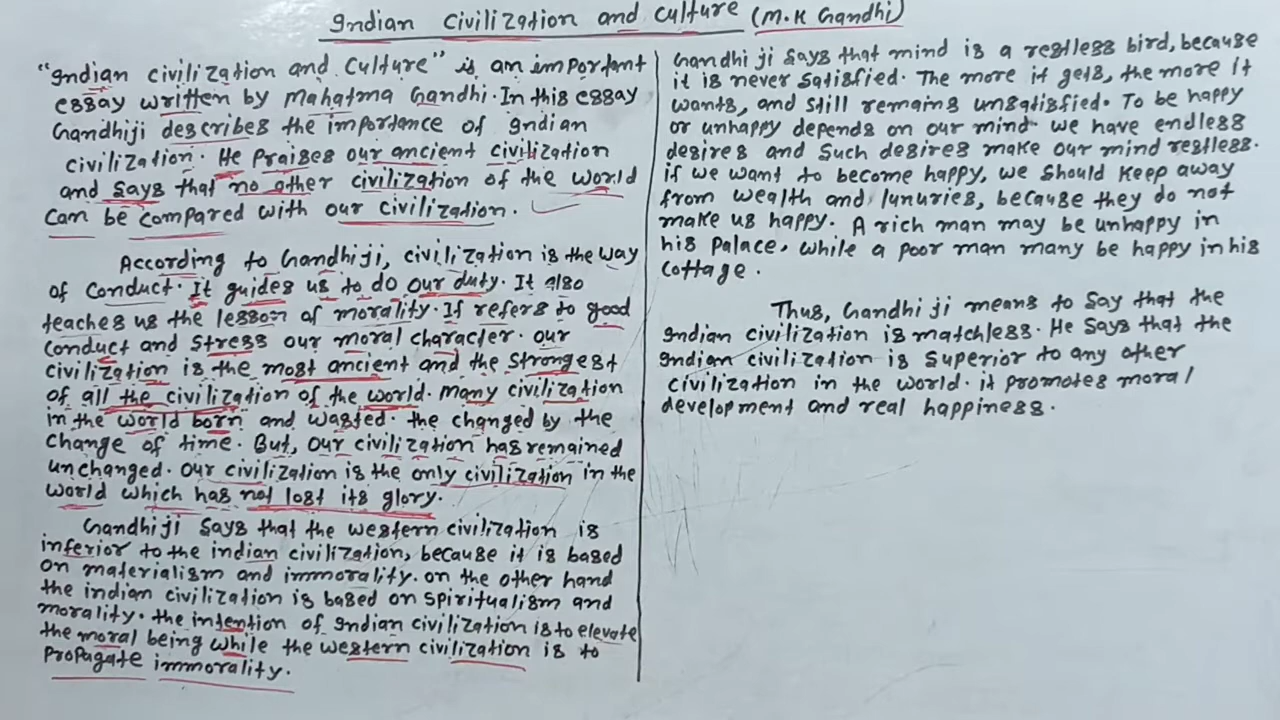 Indian Civilization and Culture (M.K Gandhi)
"Indian civilization and Culture" is an important
essay written by Mahatma Gandhi. In this essay
Gandhiji describes the importance of Indian
civilization. He Praises our ancient civilization
and says that no other civilization of the world
can be compared with our civilization.
According to Gandhiji, civilization is the way
of conduct. It guides us to do our duty. It also
teaches us the lesson of morality. If refers to good
conduct and stress our moral character. our
civilization is the most ancient and the strongest
of all the civilization of the world. many civilization
in the world born and wasted. the changed by the
change of time. But, our civilization has remained
unchanged. our civilization is the only civilization in the
world which has not lost its glory.
Gandhiji says that the western civilization is
inferior to the indian civilization, because it is based
on materialism and immorality. on the other hand
the indian civilization is based on spiritualism and
morality. the intention of Indian civilization is to elevate
the moral being while the western civilization is to
propagate immorality.
Gandhi ji says that mind is a restless bird, because
it is never satisfied. The more it gets, the more it
wants, and still remains unsatisfied. To be happy
or unhappy depends on our mind we have endless
desires and such desires make our mind restless.
if we want to become happy, we should keep away
from wealth and lunuries, because they do not
make us happy. A rich man may be unhappy in
his palace, while a poor man many be happy in his
cottage.
Thus, Gandhi ji means to say that the
Indian civilization is matchless. He says that the
Indian civilization is superior to any other
civilization in the world. it promotes moral
development and real happiness.